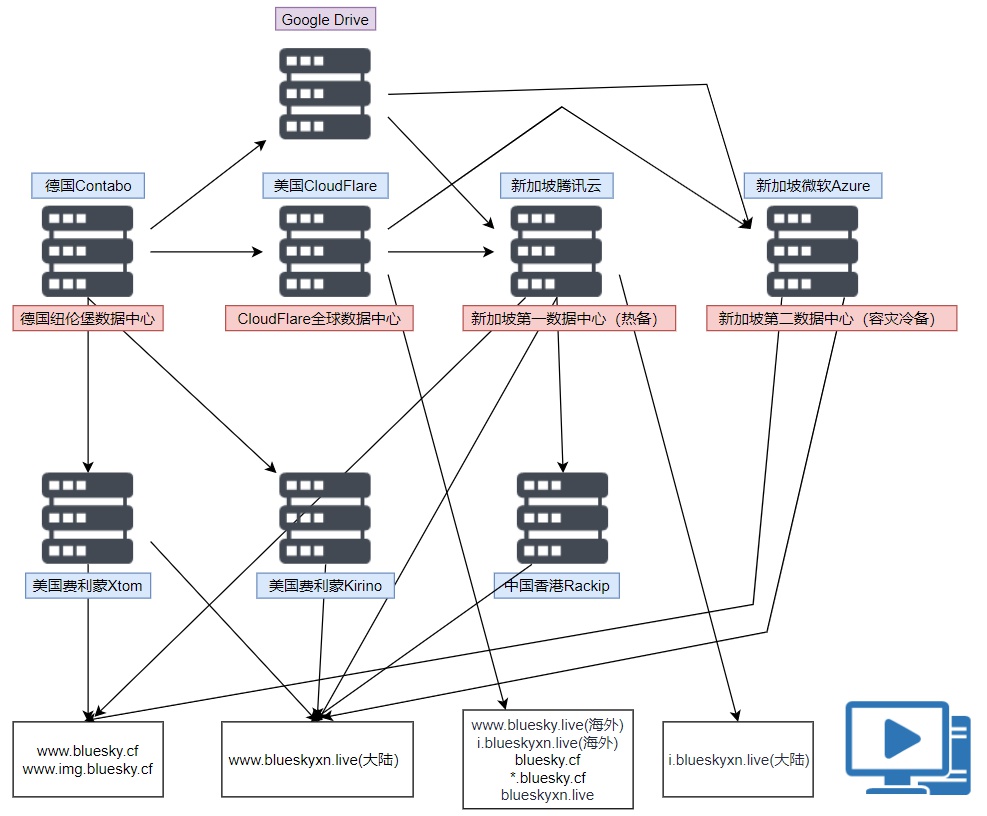 Google Drive
德国Contabo
美国CloudFlare
新加坡腾讯云
新加坡微软Azure
德国纽伦堡数据中心
CloudFlare全球数据中心
新加坡第一数据中心（热备）
新加坡第二数据中心（容灾冷备）
美国费利蒙Xtom
美国费利蒙Kirino
中国香港Rackip
www.bluesky.cf
www.img.bluesky.cf
www.blueskyxn.live(大陆)
www.bluesky.live(海外)
i.blueskyxn.live(海外)
bluesky.cf
*.bluesky.cf
blueskyxn.live
i.blueskyxn.live(大陆)